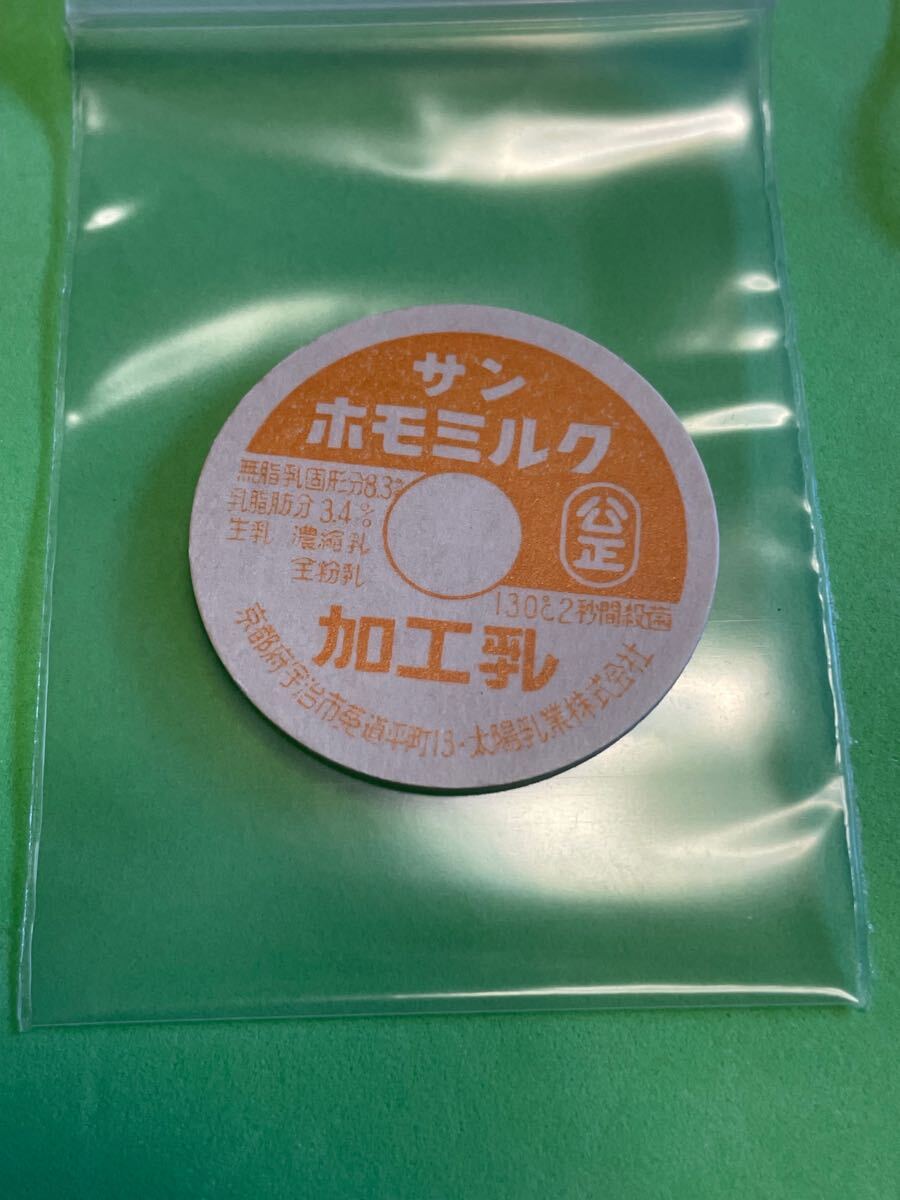 サン
ホモミルク
無脂乳固形分8.3%
乳脂肪分 3.4%
生乳 濃縮乳
全粉乳
公正
130℃2秒間殺菌
加工乳
京都府宇治市莵道平町13・太陽乳業株式会社